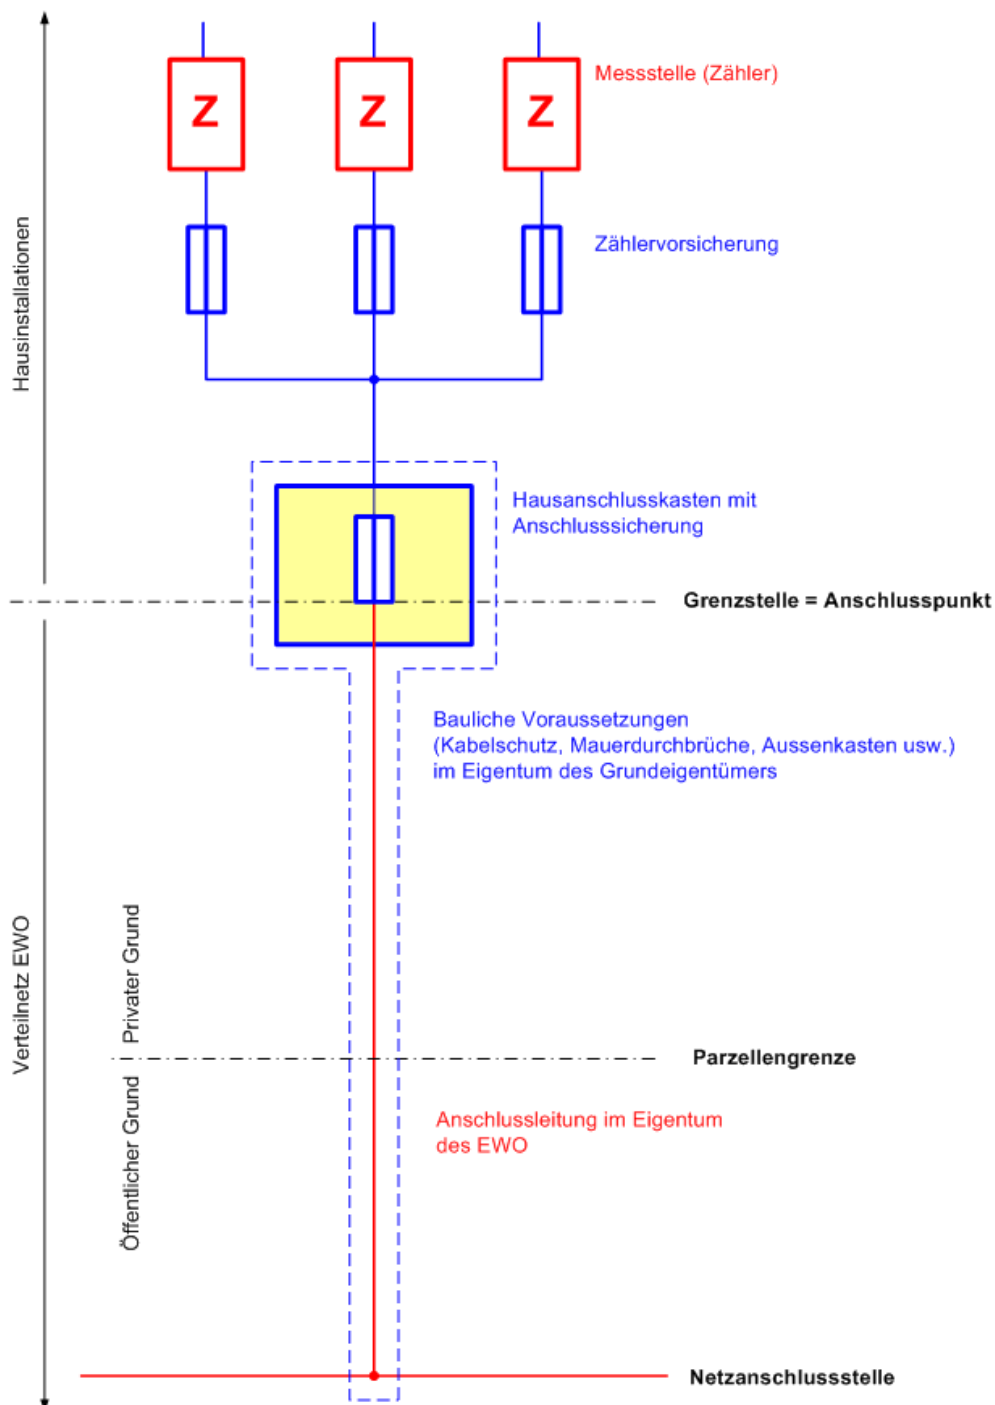 Z Z Z
Messstelle (Zähler)
Zählervorsicherung
Hausinstallationen
Hausanschlusskasten mit
Anschlusssicherung
Grenzstelle = Anschlusspunkt
Bauliche Voraussetzungen
(Kabelschutz, Mauerdurchbrüche, Aussenkasten usw.)
im Eigentum des Grundeigentümers
Verteilnetz EWO
Privater Grund
Parzellengrenze
Öffentlicher Grund
Anschlussleitung im Eigentum
des EWO
Netzanschlussstelle